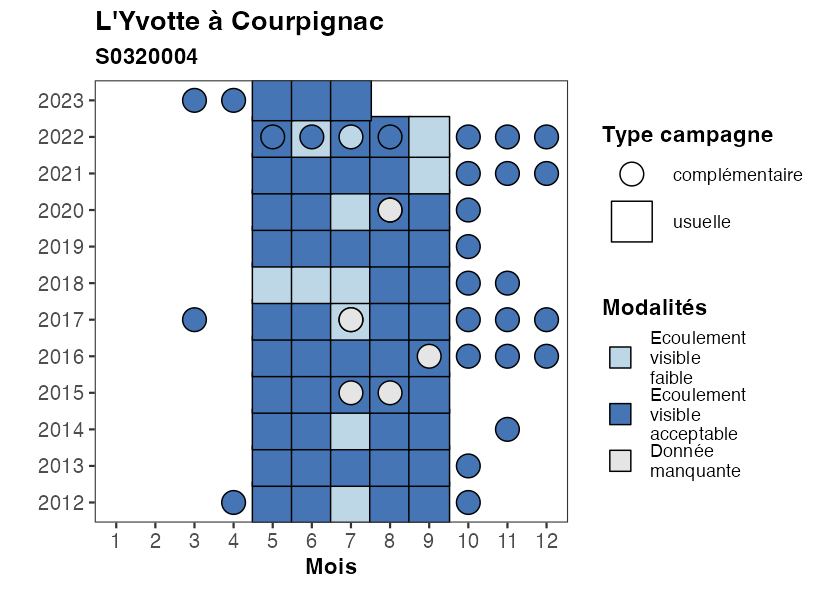 L'Yvotte à Courpignac
S0320004
2023
2022
2021
2020
2019
2018
2017
2016
2015
2014
2013
2012
1 2 3 4 5 6 7 8 9 10 11 12
Mois
Type campagne
complémentaire
usuelle
Modalités
Ecoulement
visible
faible
Ecoulement
visible
acceptable
Donnée
manquante